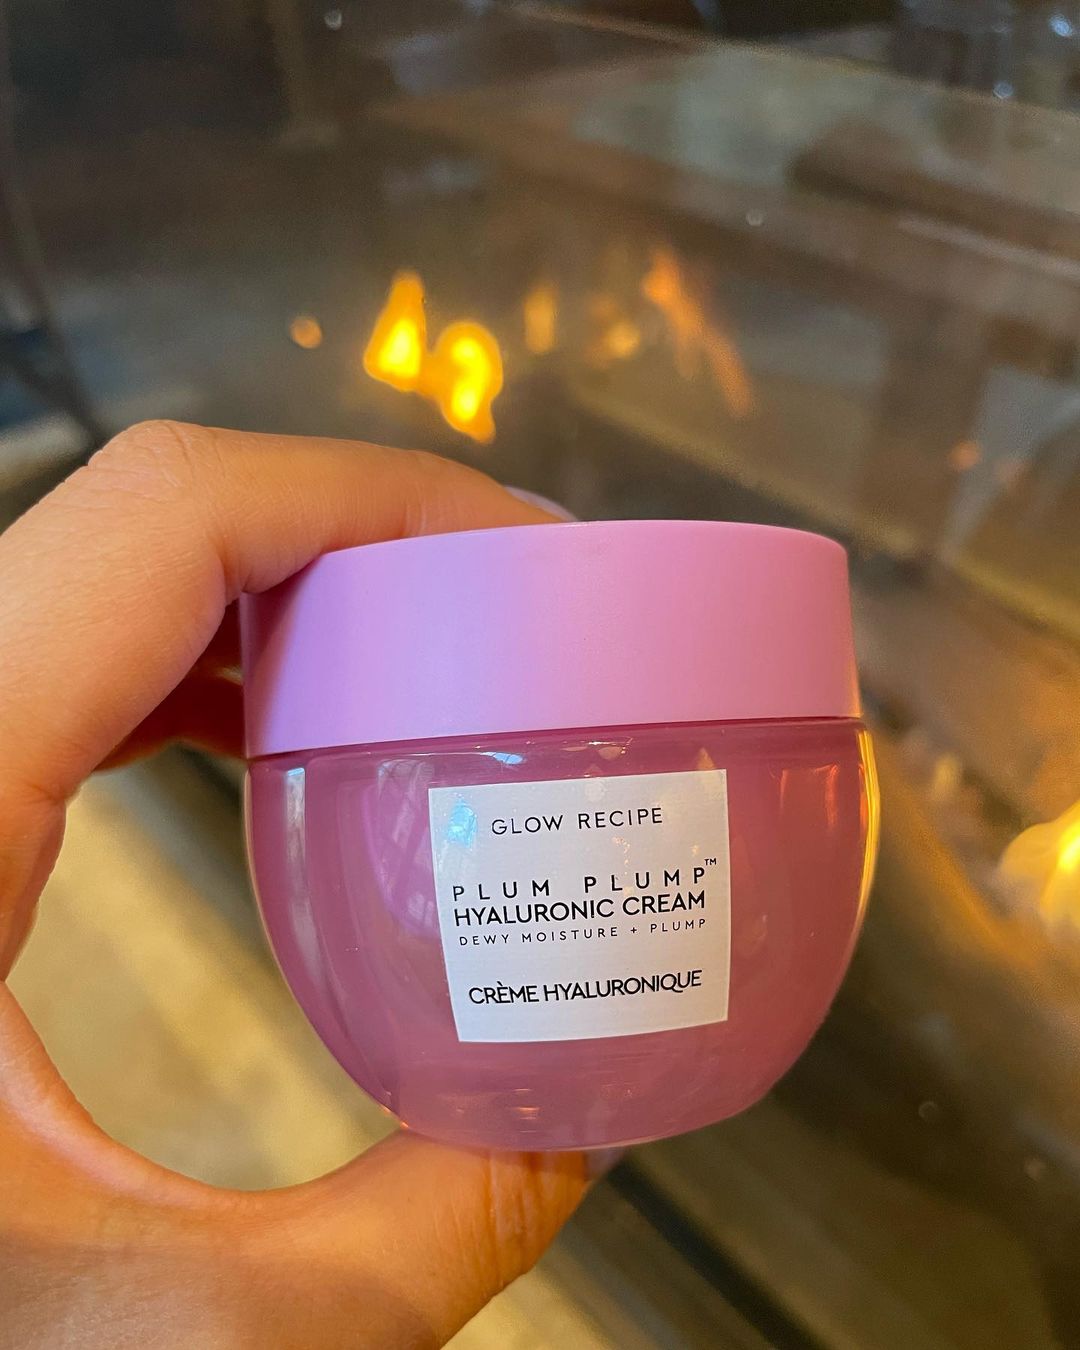 GLOW RECIPE
PLUM PLUMP™
HYALURONIC CREAM
DEWY MOISTURE + PLUMP
CRÈME HYALURONIQUE